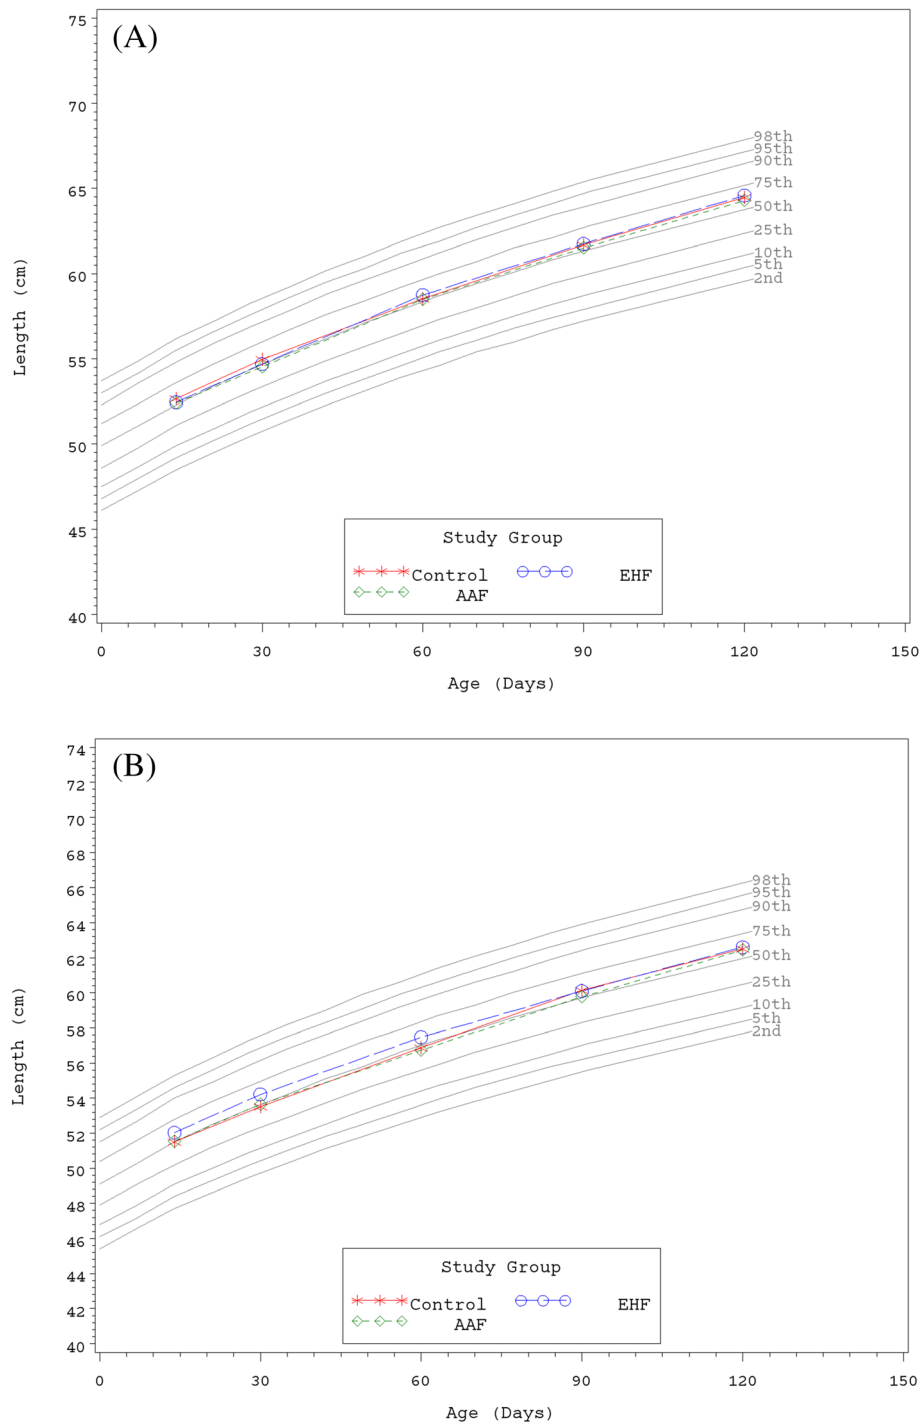 (A)
75
70
65
60
55
50
45
40
Length (cm)
98th
95th
90th
75th
50th
25th
10th
5th
2nd
Study Group
Control EHF
AAF
0 30 60 90 120 150
Age (Days)
(B)
74
72
70
68
66
64
62
60
58
56
54
52
50
48
46
44
42
40
Length (cm)
98th
95th
90th
75th
50th
25th
10th
5th
2nd
Study Group
Control EHF
AAF
0 30 60 90 120 150
Age (Days)